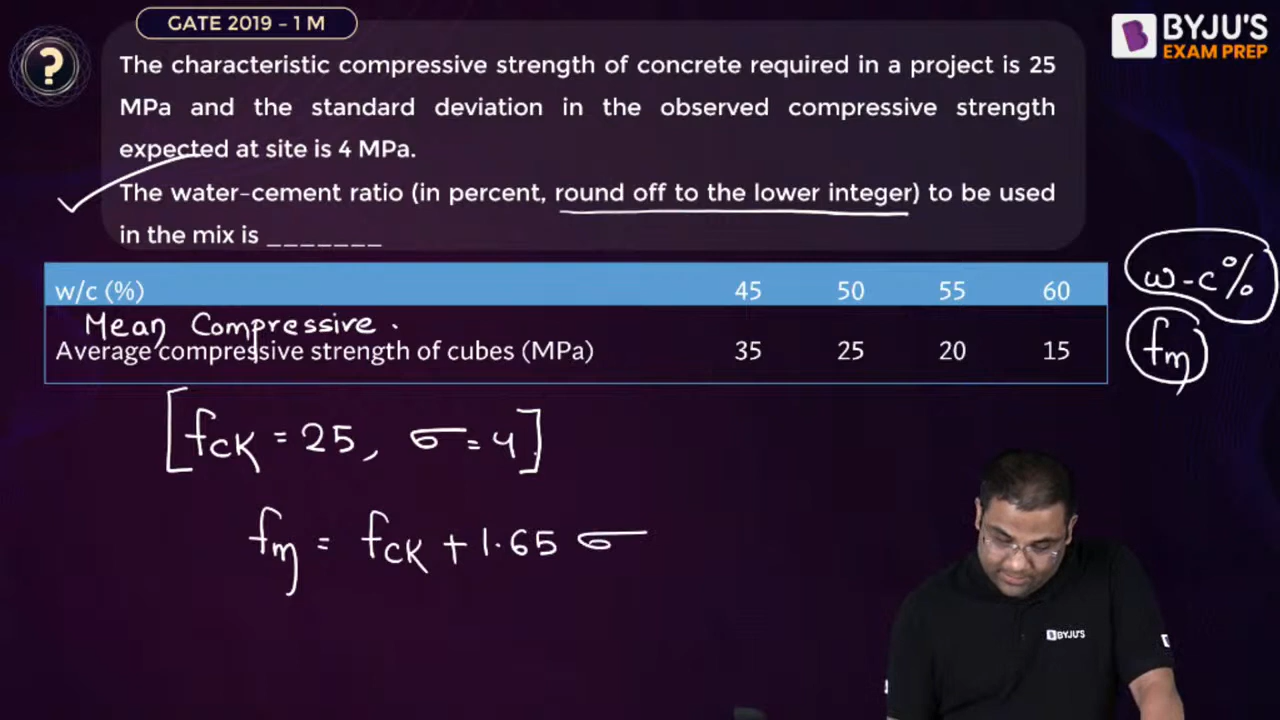 GATE 2019 – 1 M
BYJU'S
EXAM PREP
?
The characteristic compressive strength of concrete required in a project is 25
MPa and the standard deviation in the observed compressive strength
expected at site is 4 MPa.
The water-cement ratio (in percent, round off to the lower integer) to be used
in the mix is _______
w/c (%) 45 50 55 60
w-c%
Mean Compressive.
Average compressive strength of cubes (MPa) 35 25 20 15
fm
[fck = 25, σ = 4]
fm = fck + 1.65 σ
BYJU'S